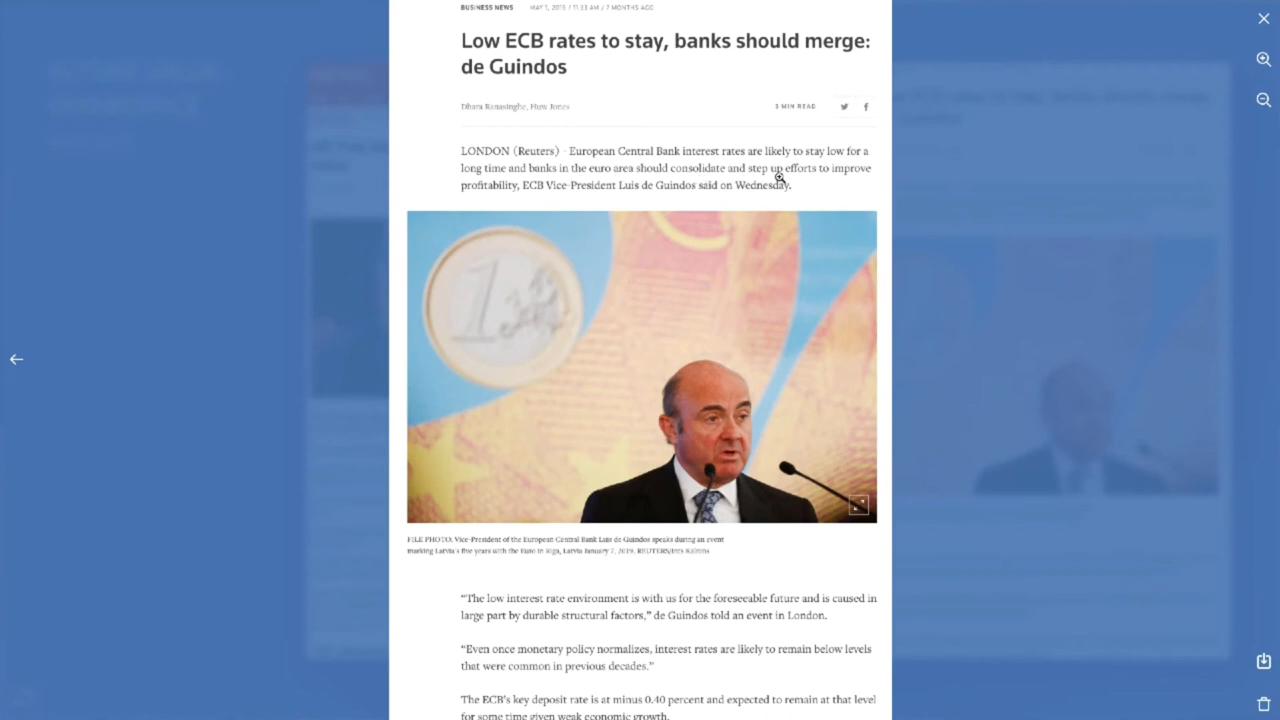 BUSINESS NEWS MAY 1, 2019 / 11:33 AM / 7 MONTHS AGO
Low ECB rates to stay, banks should merge:
de Guindos
Dhara Ranasinghe, Huw Jones 3 MIN READ
LONDON (Reuters) - European Central Bank interest rates are likely to stay low for a
long time and banks in the euro area should consolidate and step up efforts to improve
profitability, ECB Vice-President Luis de Guindos said on Wednesday.
FILE PHOTO: Vice-President of the European Central Bank Luis de Guindos speaks during an event
marking Latvia's five years with the Euro in Riga, Latvia January 7, 2019. REUTERS/Ints Kalnins
“The low interest rate environment is with us for the foreseeable future and is caused in
large part by durable structural factors,” de Guindos told an event in London.
“Even once monetary policy normalizes, interest rates are likely to remain below levels
that were common in previous decades.”
The ECB’s key deposit rate is at minus 0.40 percent and expected to remain at that level
for some time given weak economic growth.